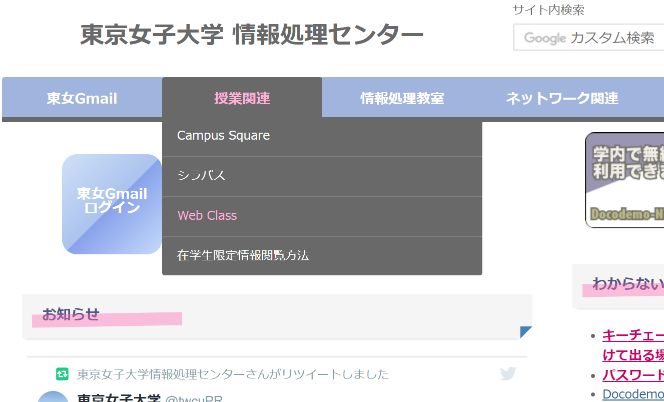 サイト内検索
東京女子大学 情報処理センター
Google カスタム検索
東女Gmail
授業関連
情報処理教室
ネットワーク関連
Campus Square
シラバス
Web Class
在学生限定情報閲覧方法
東女Gmail
ログイン
学内で無線
利用できま
Docodemo-N
お知らせ
わからない
東京女子大学情報処理センターさんがリツイートしました
東京女子大学 @twcuPR
キーチェー
けて出る場
パスワード
Docodemo